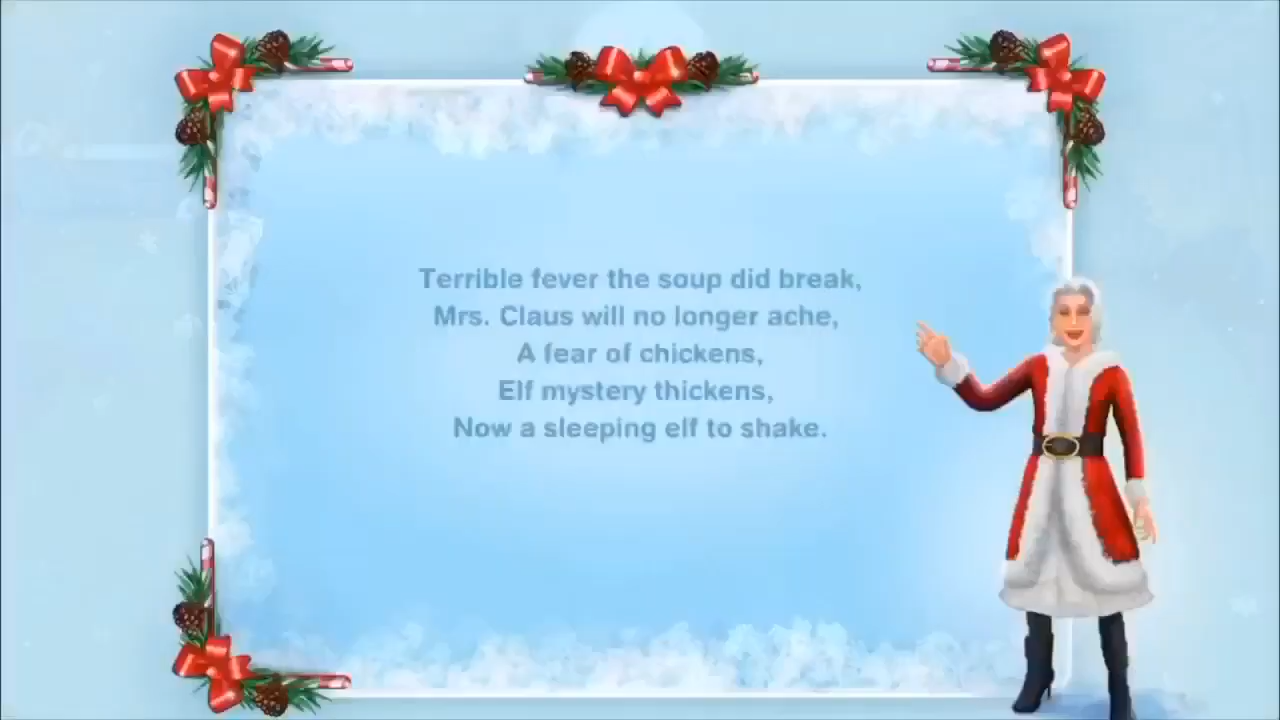 Terrible fever the soup did break,
Mrs. Claus will no longer ache,
A fear of chickens,
Elf mystery thickens,
Now a sleeping elf to shake.